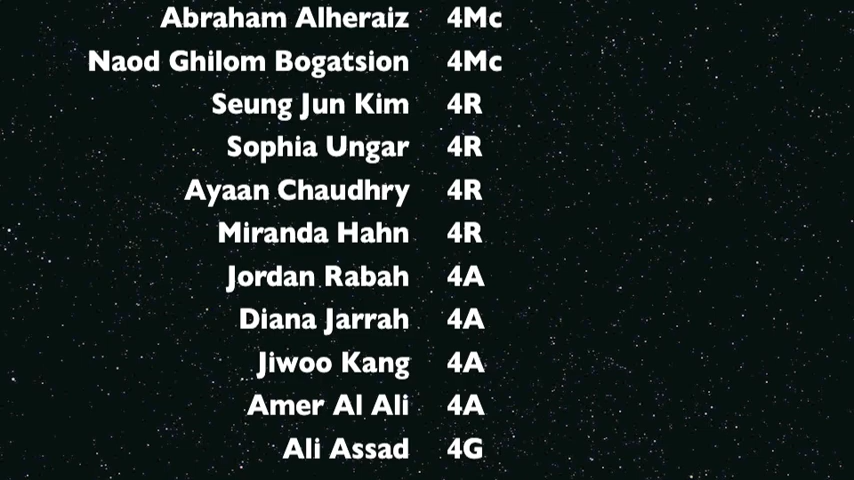 Abraham Alheraiz 4Mc
Naod Ghilom Bogatsion 4Mc
Seung Jun Kim 4R
Sophia Ungar 4R
Ayaan Chaudhry 4R
Miranda Hahn 4R
Jordan Rabah 4A
Diana Jarrah 4A
Jiwoo Kang 4A
Amer Al Ali 4A
Ali Assad 4G